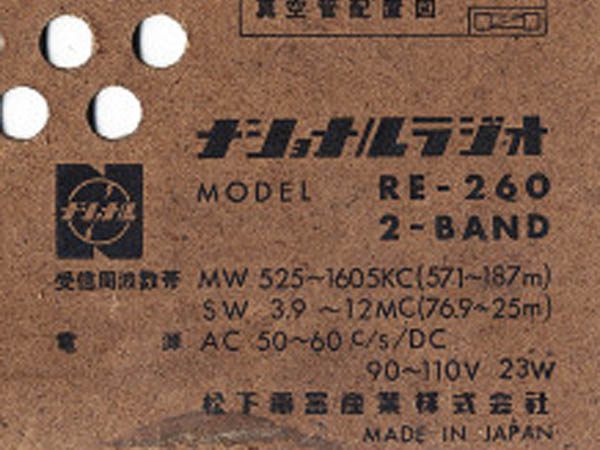 真空管配置図
ナショナルラジオ
ナショナル
MODEL RE-260
2-BAND
受信周波数帯 MW 525~1605KC(571~187m)
SW 3.9 ~12MC(76.9~25m)
電源 AC 50~60 c/s/DC
90~110V 23W
松下電器産業株式会社
MADE IN JAPAN